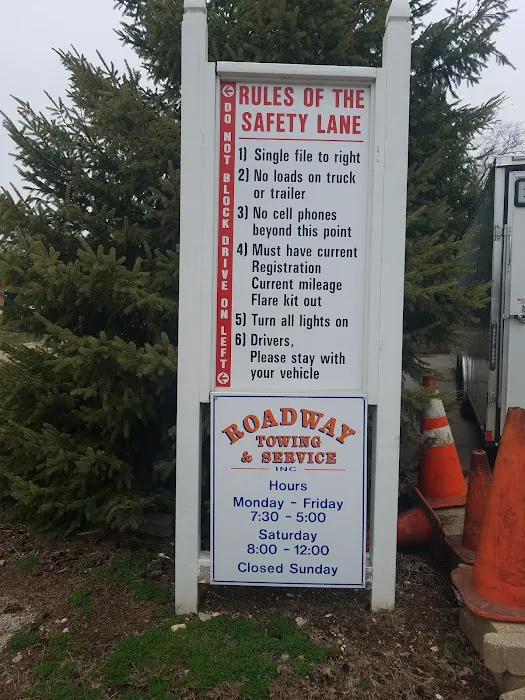 RULES OF THE
SAFETY LANE
DO NOT BLOCK DRIVE ON LEFT
1) Single file to right
2) No loads on truck
or trailer
3) No cell phones
beyond this point
4) Must have current
Registration
Current mileage
Flare kit out
5) Turn all lights on
6) Drivers,
Please stay with
your vehicle
ROADWAY
TOWING
& SERVICE
INC
Hours
Monday - Friday
7:30 - 5:00
Saturday
8:00 - 12:00
Closed Sunday